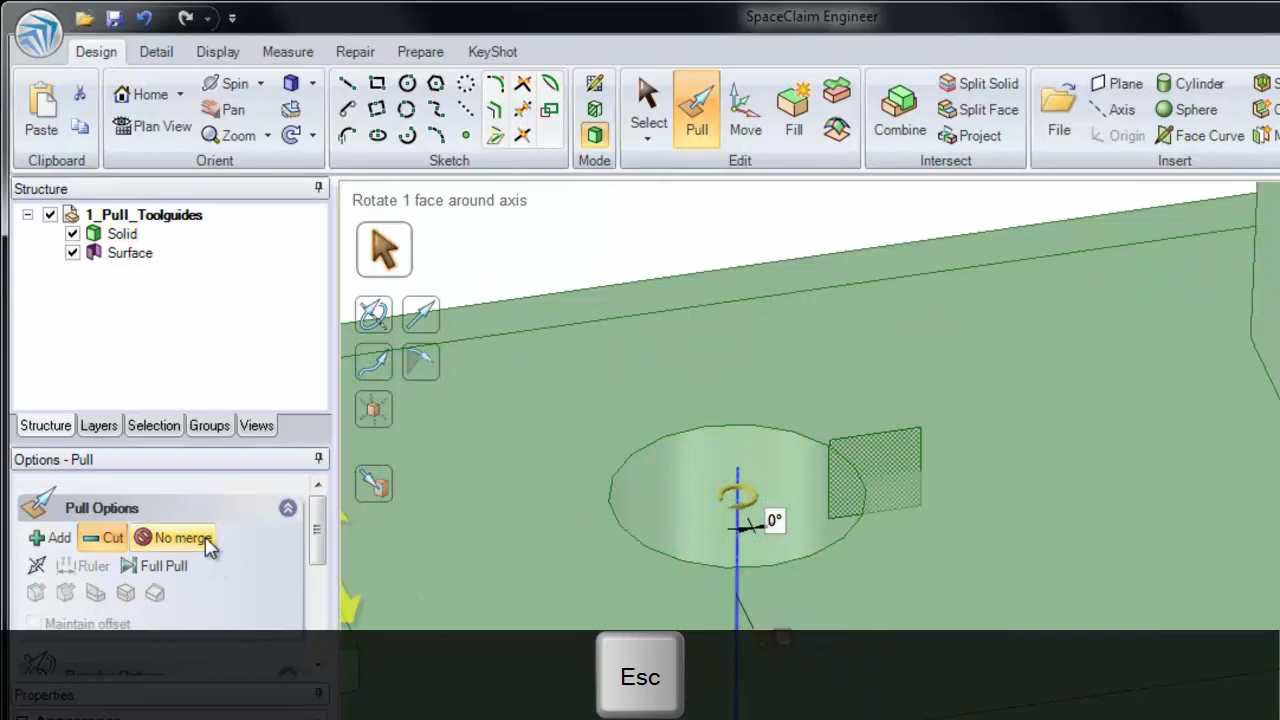 SpaceClaim Engineer
Design Detail Display Measure Repair Prepare KeyShot
Paste
Clipboard
Home
Plan View
Spin
Pan
Zoom
Orient
Sketch
Mode
Select
Pull
Move
Fill
Edit
Combine
Split Solid
Split Face
Project
Intersect
File
Plane
Axis
Origin
Cylinder
Sphere
Face Curve
Insert
Structure
1_Pull_Toolguides
Solid
Surface
Structure Layers Selection Groups Views
Options - Pull
Pull Options
Add Cut No merge
Ruler Full Pull
Maintain offset
Properties
Rotate 1 face around axis
0°
Esc